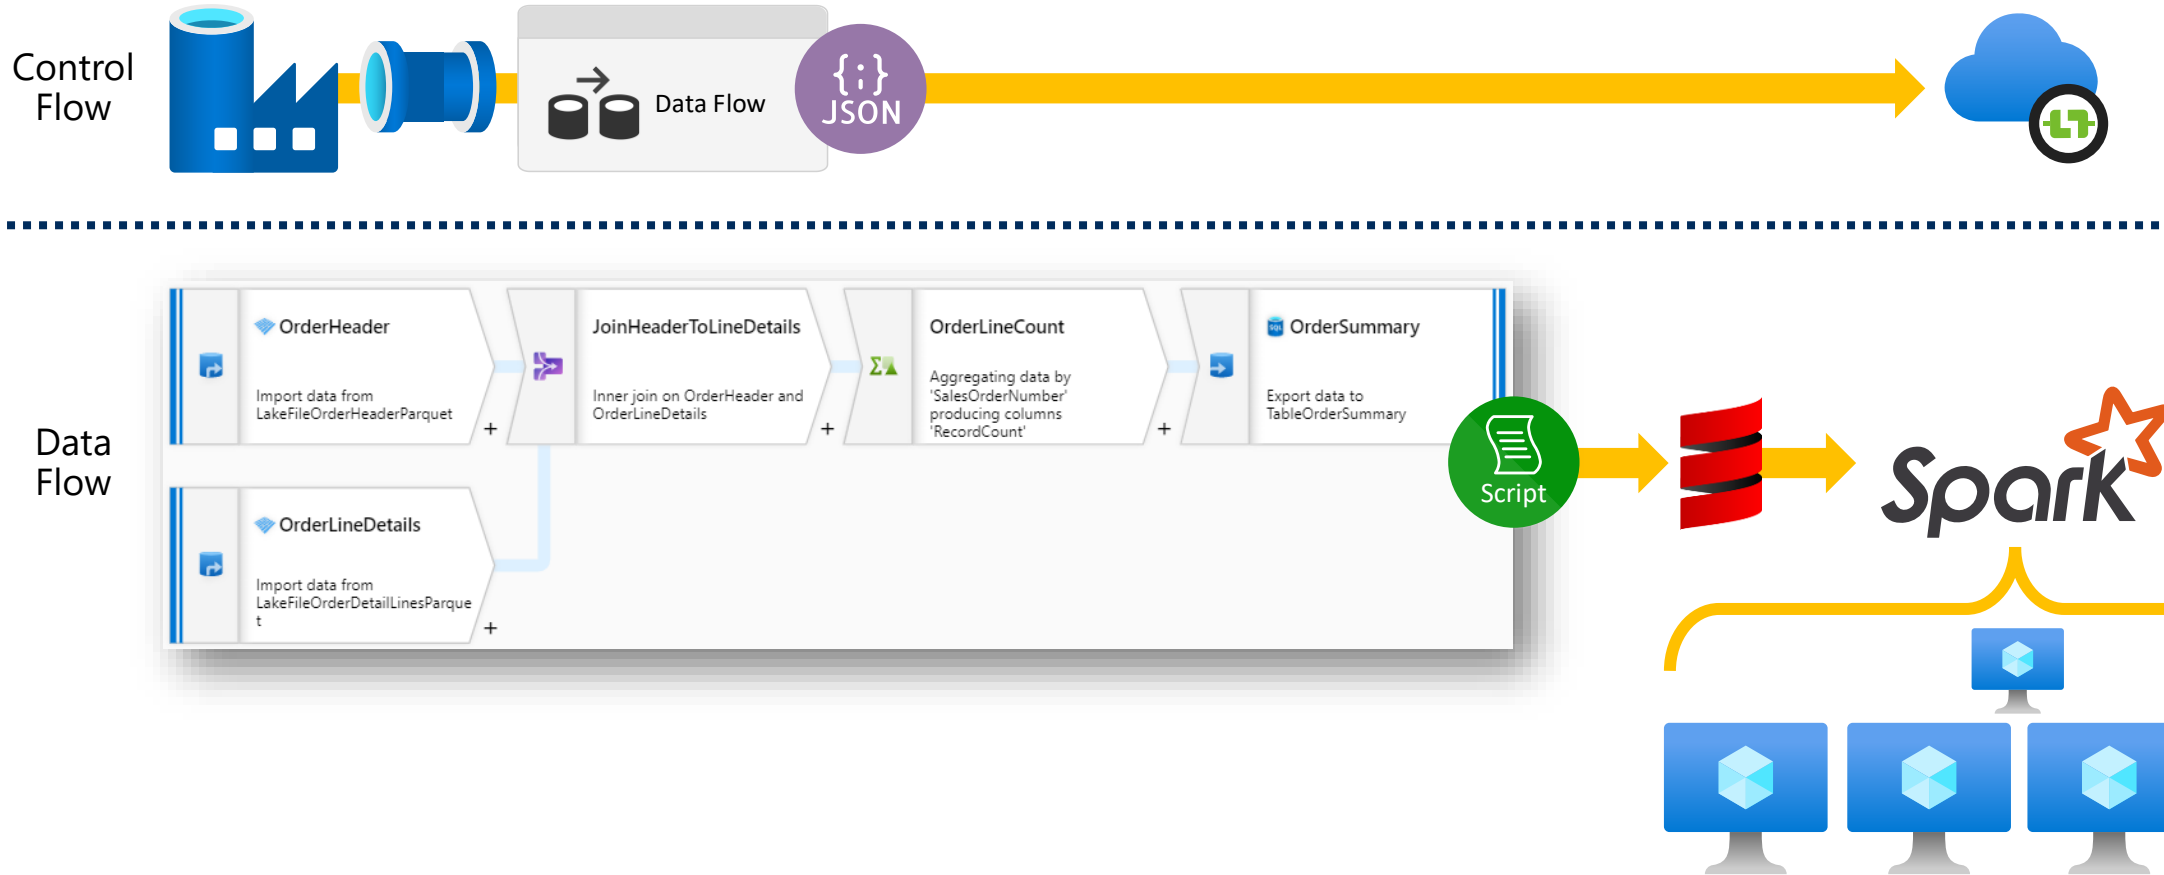 Control
Flow
Data Flow
{;}
JSON
Data
Flow
OrderHeader
Import data from
LakeFileOrderHeaderParquet
+
JoinHeaderToLineDetails
Inner join on OrderHeader and
OrderLineDetails
+
OrderLineCount
Aggregating data by
'SalesOrderNumber'
producing columns
'RecordCount'
+
SQL
OrderSummary
Export data to
TableOrderSummary
OrderLineDetails
Import data from
LakeFileOrderDetailLinesParque
t
+
Script
Spark